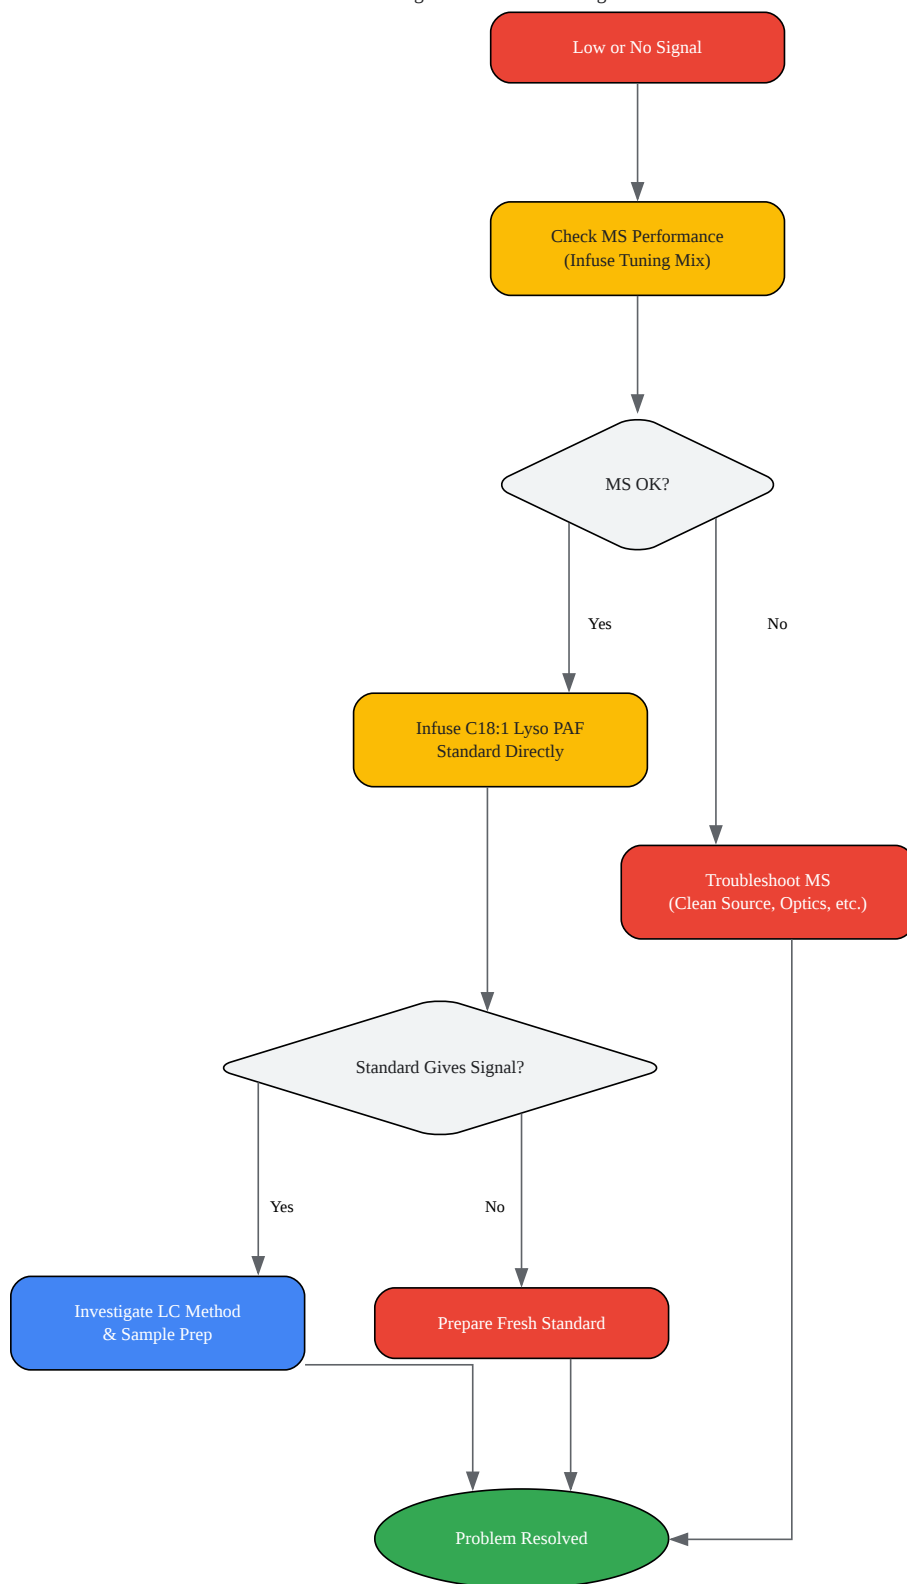 Low or No Signal
Check MS Performance
(Infuse Tuning Mix)
MS OK?
Yes
No
Infuse C18:1 Lyso PAF
Standard Directly
Troubleshoot MS
(Clean Source, Optics, etc.)
Standard Gives Signal?
Yes
No
Investigate LC Method
& Sample Prep
Prepare Fresh Standard
Problem Resolved